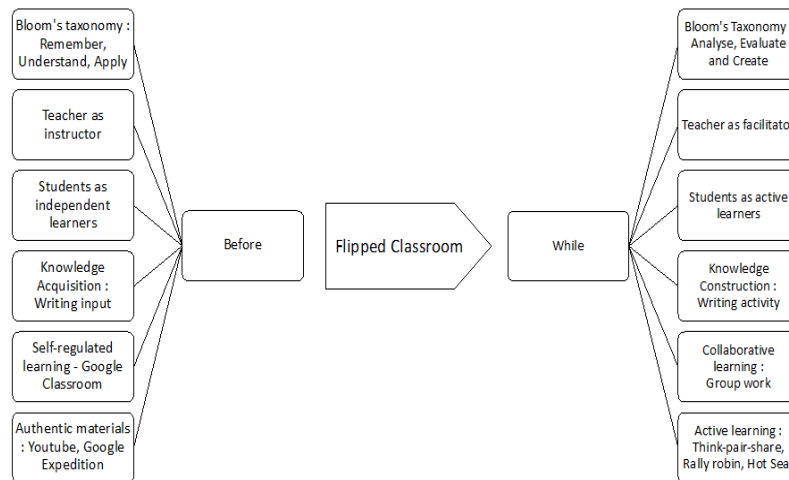 Bloom's taxonomy :
Remember,
Understand, Apply
Teacher as
instructor
Students as
independent
learners
Knowledge
Acquisition :
Writing input
Self-regulated
learning - Google
Classroom
Authentic materials
: Youtube, Google
Expedition
Before
Flipped Classroom
While
Bloom's Taxonomy
Analyse, Evaluate
and Create
Teacher as facilitato
Students as active
learners
Knowledge
Construction :
Writing activity
Collaborative
learning :
Group work
Active learning :
Think-pair-share,
Rally robin, Hot Sea